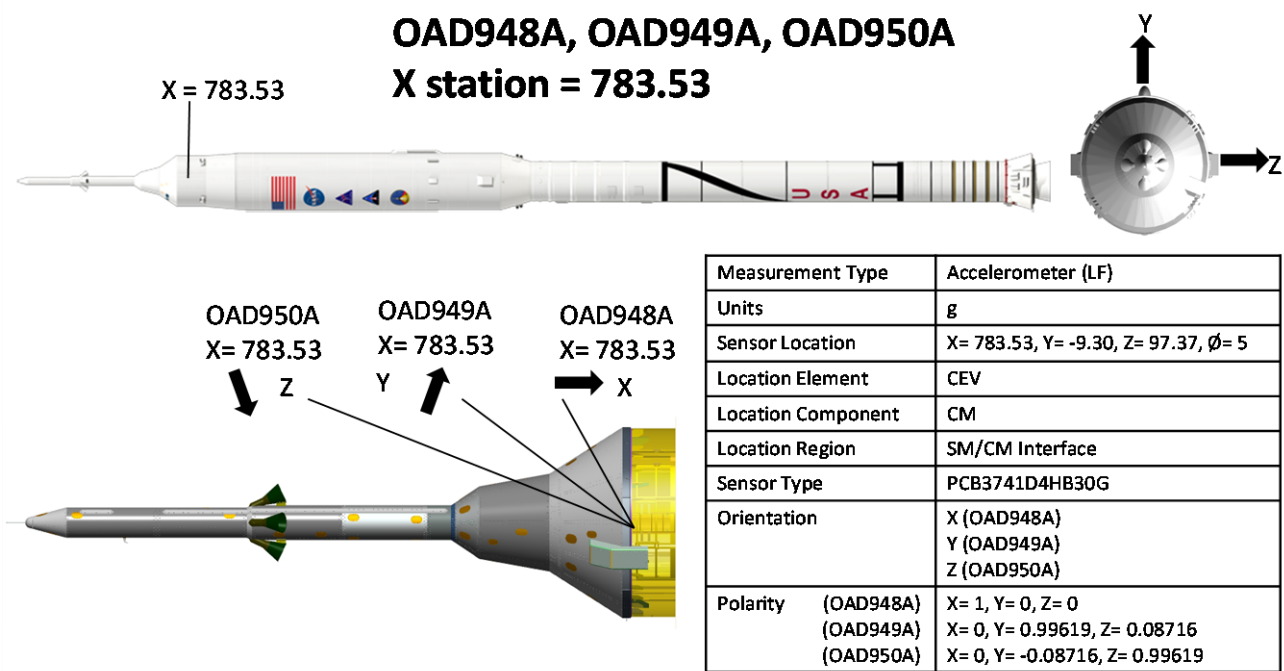 OAD948A, OAD949A, OAD950A
X station = 783.53
X = 783.53
Y
Z
USA
OAD950A
X= 783.53
Z
OAD949A
X= 783.53
Y
OAD948A
X= 783.53
X
Measurement Type Accelerometer (LF)
Units g
Sensor Location X= 783.53, Y= -9.30, Z= 97.37, Ø= 5
Location Element CEV
Location Component CM
Location Region SM/CM Interface
Sensor Type PCB3741D4HB30G
Orientation X (OAD948A)
Y (OAD949A)
Z (OAD950A)
Polarity (OAD948A) X= 1, Y= 0, Z= 0
(OAD949A) X= 0, Y= 0.99619, Z= 0.08716
(OAD950A) X= 0, Y= -0.08716, Z= 0.99619